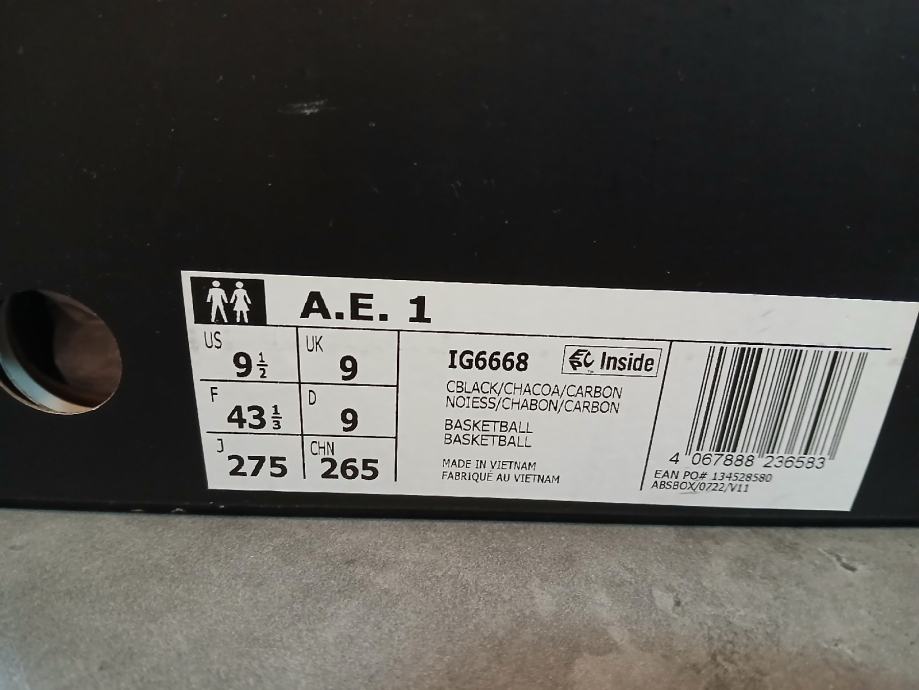 A.E. 1
US 9 1/2
UK 9
F 43 1/3
D 9
J 275
CHN 265
IG6668
Inside
CBLACK/CHACOA/CARBON
NOIESS/CHABON/CARBON
BASKETBALL
BASKETBALL
MADE IN VIETNAM
FABRIQUÉ AU VIETNAM
4 067888 236583
EAN PO# 134528580
ABSBOX/0722/V11